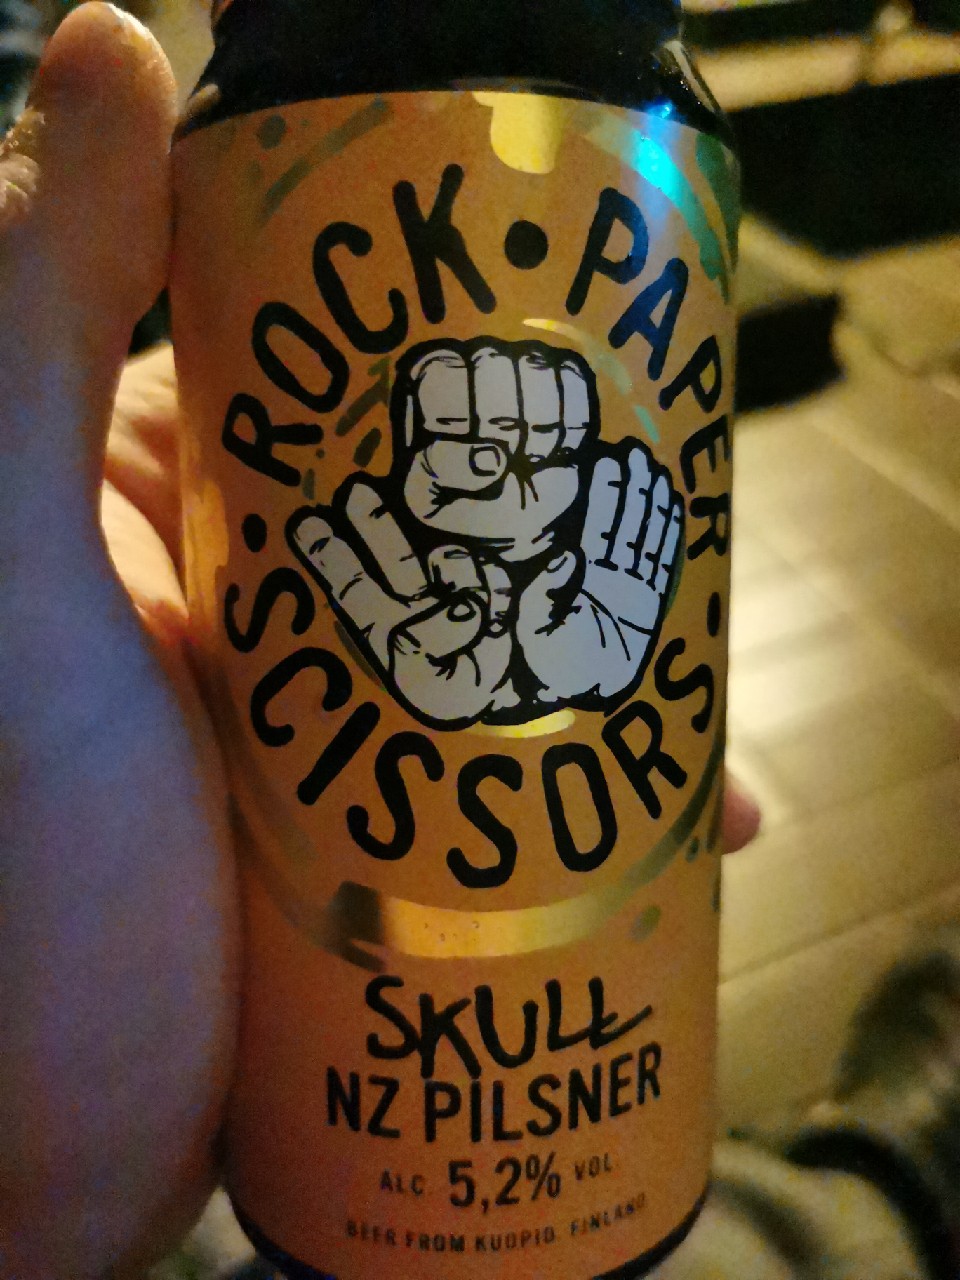 ROCK • PAPER • SCISSORS •
SKULL
NZ PILSNER
ALC 5,2% VOL
BEER FROM KUOPIO, FINLAND